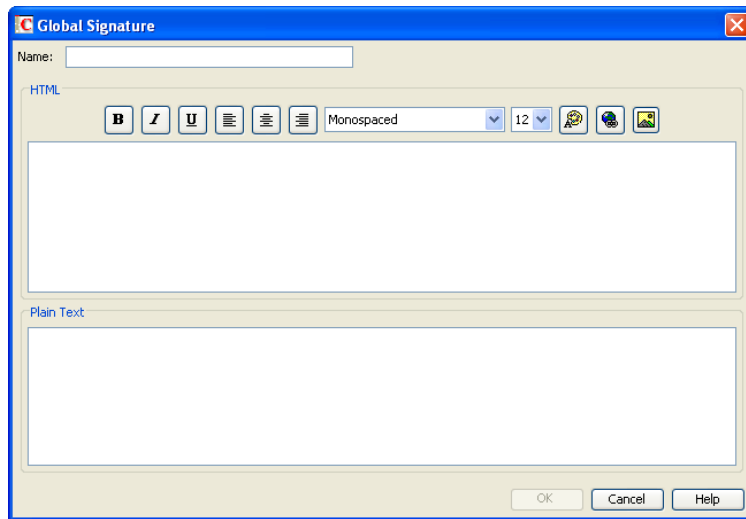 C Global Signature
Name:
HTML
B I U Monospaced 12
Plain Text
OK Cancel Help